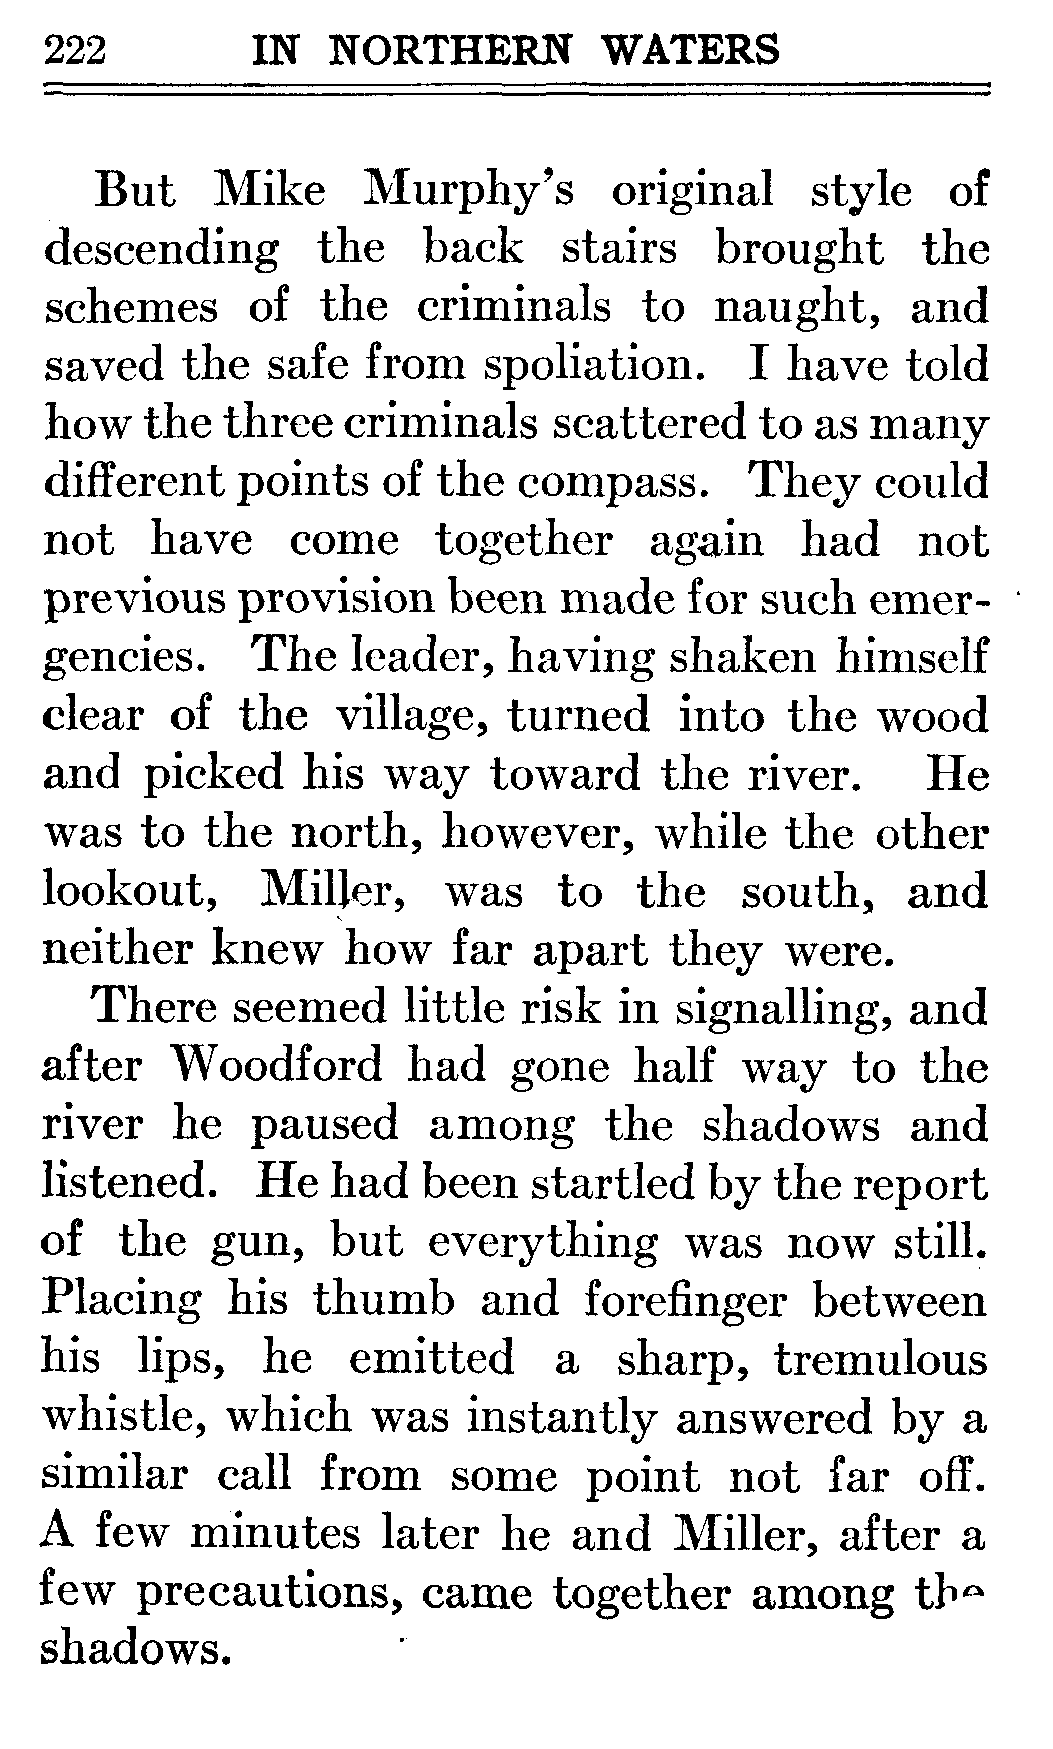 222 IN NORTHERN WATERS
But Mike Murphy's original style of
descending the back stairs brought the
schemes of the criminals to naught, and
saved the safe from spoliation. I have told
how the three criminals scattered to as many
different points of the compass. They could
not have come together again had not
previous provision been made for such emer-
gencies. The leader, having shaken himself
clear of the village, turned into the wood
and picked his way toward the river. He
was to the north, however, while the other
lookout, Miller, was to the south, and
neither knew how far apart they were.
There seemed little risk in signalling, and
after Woodford had gone half way to the
river he paused among the shadows and
listened. He had been startled by the report
of the gun, but everything was now still.
Placing his thumb and forefinger between
his lips, he emitted a sharp, tremulous
whistle, which was instantly answered by a
similar call from some point not far off.
A few minutes later he and Miller, after a
few precautions, came together among the
shadows.